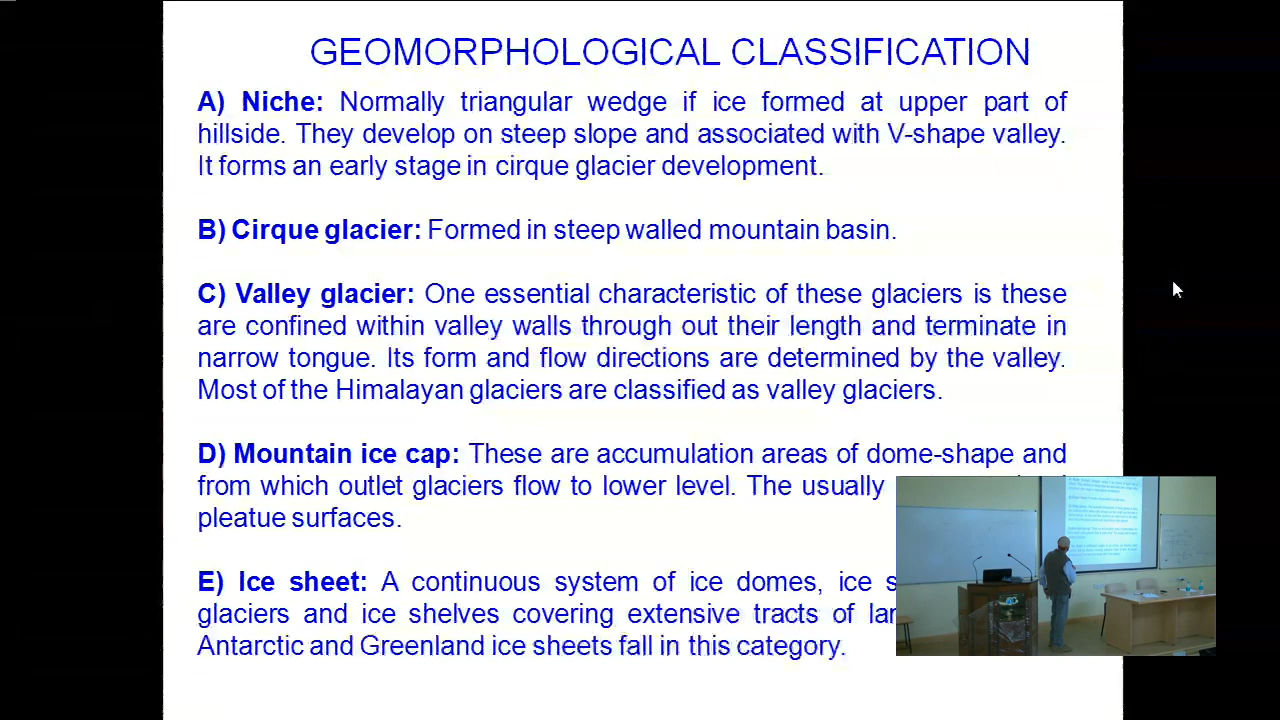 GEOMORPHOLOGICAL CLASSIFICATION
A) Niche: Normally triangular wedge if ice formed at upper part of
hillside. They develop on steep slope and associated with V-shape valley.
It forms an early stage in cirque glacier development.
B) Cirque glacier: Formed in steep walled mountain basin.
C) Valley glacier: One essential characteristic of these glaciers is these
are confined within valley walls through out their length and terminate in
narrow tongue. Its form and flow directions are determined by the valley.
Most of the Himalayan glaciers are classified as valley glaciers.
D) Mountain ice cap: These are accumulation areas of dome-shape and
from which outlet glaciers flow to lower level. The usually
pleatue surfaces.
E) Ice sheet: A continuous system of ice domes, ice
glaciers and ice shelves covering extensive tracts of
Antarctic and Greenland ice sheets fall in this category.